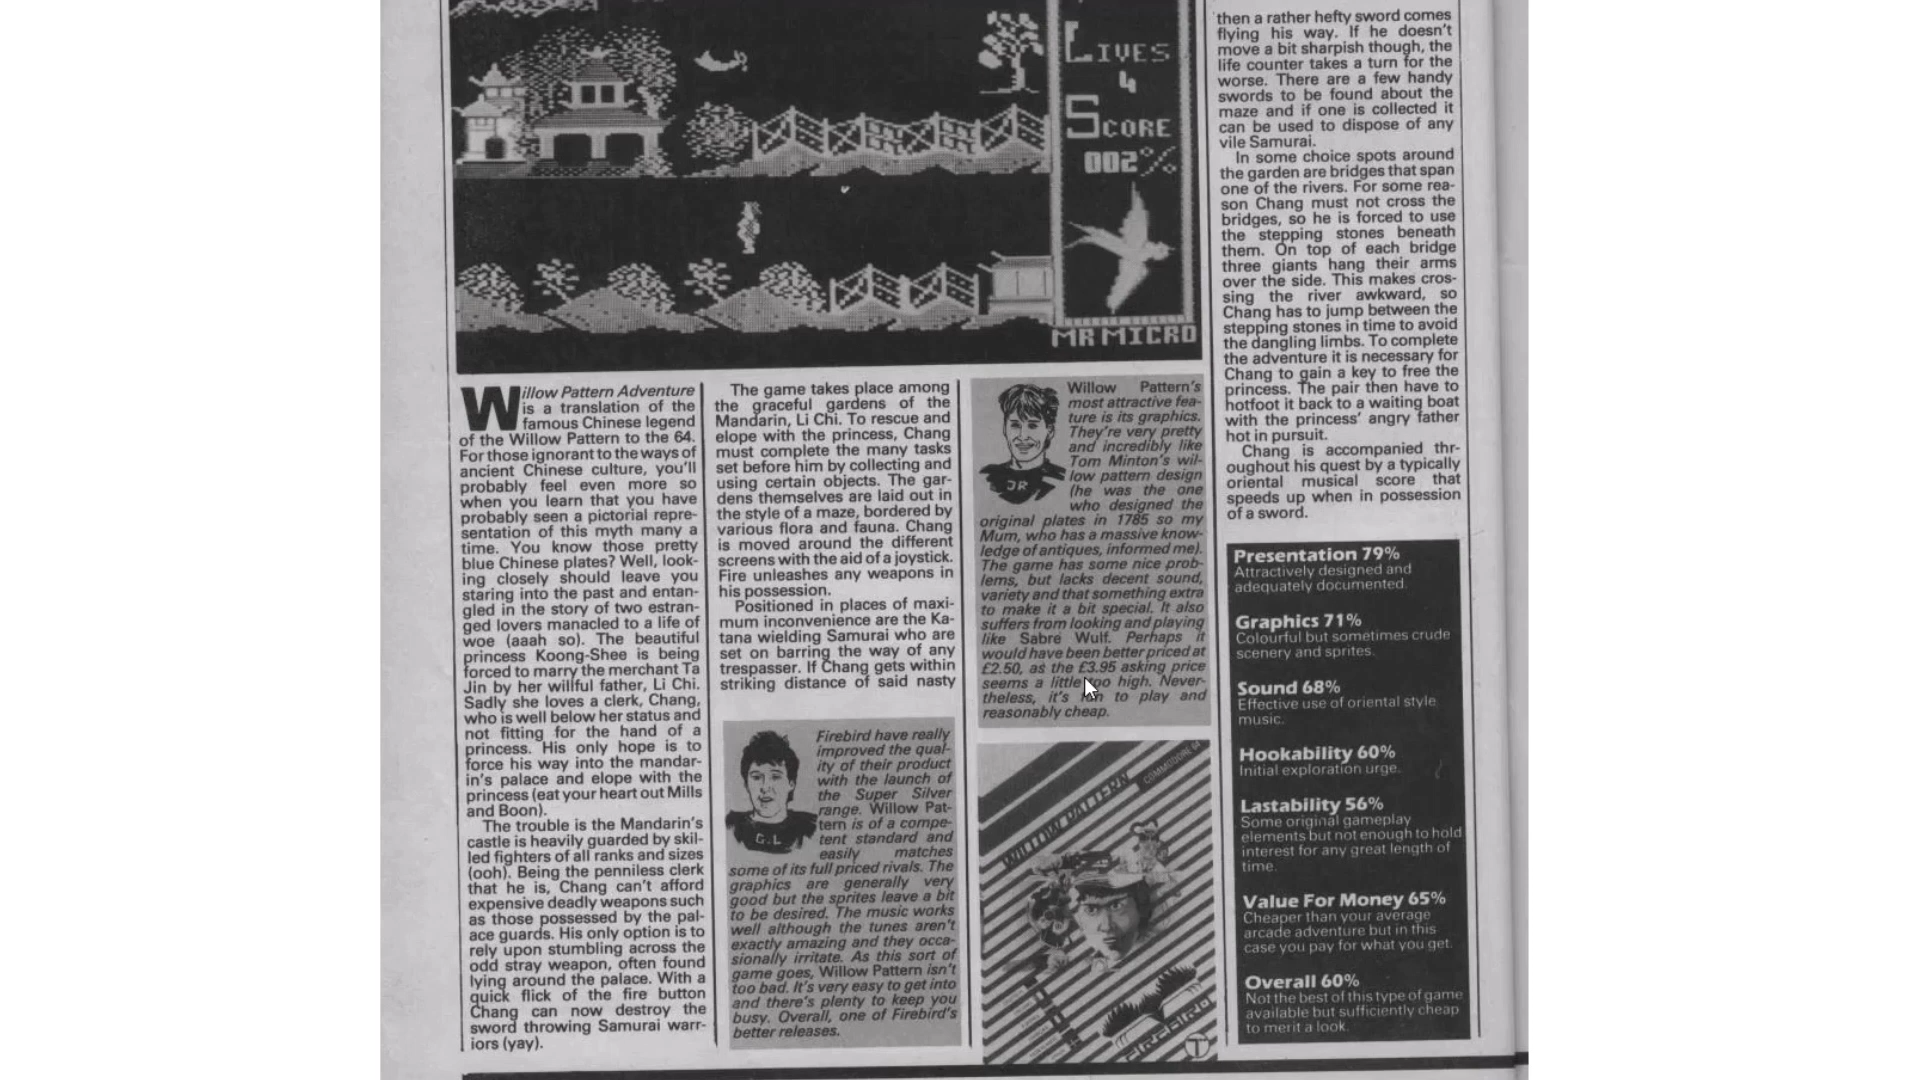 LIVES
4
SCORE
002%
MR MICRO
Willow Pattern Adventure
is a translation of the
famous Chinese legend
of the Willow Pattern to the 64.
For those ignorant to the ways of
ancient Chinese culture, you'll
probably feel even more so
when you learn that you have
probably seen a pictorial repre-
sentation of this myth many a
time. You know those pretty
blue Chinese plates? Well, look-
ing closely should leave you
staring into the past and entan-
gled in the story of two estran-
ged lovers manacled to a life of
woe (aaah so). The beautiful
princess Koong-Shee is being
forced to marry the merchant Ta
Jin by her willful father, Li Chi.
Sadly she loves a clerk, Chang,
who is well below her status and
not fitting for the hand of a
princess. His only hope is to
force his way into the mandar-
in's palace and elope with the
princess (eat your heart out Mills
and Boon).
The trouble is the Mandarin's
castle is heavily guarded by skil-
led fighters of all ranks and sizes
(ooh). Being the penniless clerk
that he is, Chang can't afford
expensive deadly weapons such
as those possessed by the pal-
ace guards. His only option is to
rely upon stumbling across the
odd stray weapon, often found
lying around the palace. With a
quick flick of the fire button
Chang can now destroy the
sword throwing Samurai warr-
iors (yay).
The game takes place among
the graceful gardens of the
Mandarin, Li Chi. To rescue and
elope with the princess, Chang
must complete the many tasks
set before him by collecting and
using certain objects. The gar-
dens themselves are laid out in
the style of a maze, bordered by
various flora and fauna. Chang
is moved around the different
screens with the aid of a joystick.
Fire unleashes any weapons in
his possession.
Positioned in places of maxi-
mum inconvenience are the Ka-
tana wielding Samurai who are
set on barring the way of any
trespasser. If Chang gets within
striking distance of said nasty
G.L
Firebird have really
improved the qual-
ity of their product
with the launch of
the Super Silver
range. Willow Pat-
tern is of a compe-
tent standard and
easily matches
some of its full priced rivals. The
graphics are generally very
good but the sprites leave a bit
to be desired. The music works
well although the tunes aren't
exactly amazing and they occa-
sionally irritate. As this sort of
game goes, Willow Pattern isn't
too bad. It's very easy to get into
and there's plenty to keep you
busy. Overall, one of Firebird's
better releases.
JR
Willow Pattern's
most attractive fea-
ture is its graphics.
They're very pretty
and incredibly like
Tom Minton's wil-
low pattern design
(he was the one
who designed the
original plates in 1785 so my
Mum, who has a massive know-
ledge of antiques, informed me).
The game has some nice prob-
lems, but lacks decent sound,
variety and that something extra
to make it a bit special. It also
suffers from looking and playing
like Sabre Wulf. Perhaps it
would have been better priced at
£2.50, as the £3.95 asking price
seems a little too high. Never-
theless, it's fun to play and
reasonably cheap.
WILLOW PATTERN
COMMODORE 64
FIREBIRD
then a rather hefty sword comes
flying his way. If he doesn't
move a bit sharpish though, the
life counter takes a turn for the
worse. There are a few handy
swords to be found about the
maze and if one is collected it
can be used to dispose of any
vile Samurai.
In some choice spots around
the garden are bridges that span
one of the rivers. For some rea-
son Chang must not cross the
bridges, so he is forced to use
the stepping stones beneath
them. On top of each bridge
three giants hang their arms
over the side. This makes cros-
sing the river awkward, so
Chang has to jump between the
stepping stones in time to avoid
the dangling limbs. To complete
the adventure it is necessary for
Chang to gain a key to free the
princess. The pair then have to
hotfoot it back to a waiting boat
with the princess' angry father
hot in pursuit.
Chang is accompanied thr-
oughout his quest by a typically
oriental musical score that
speeds up when in possession
of a sword.
Presentation 79%
Attractively designed and
adequately documented.
Graphics 71%
Colourful but sometimes crude
scenery and sprites.
Sound 68%
Effective use of oriental style
music.
Hookability 60%
Initial exploration urge.
Lastability 56%
Some original gameplay
elements but not enough to hold
interest for any great length of
time.
Value For Money 65%
Cheaper than your average
arcade adventure but in this
case you pay for what you get.
Overall 60%
Not the best of this type of game
available but sufficiently cheap
to merit a look.